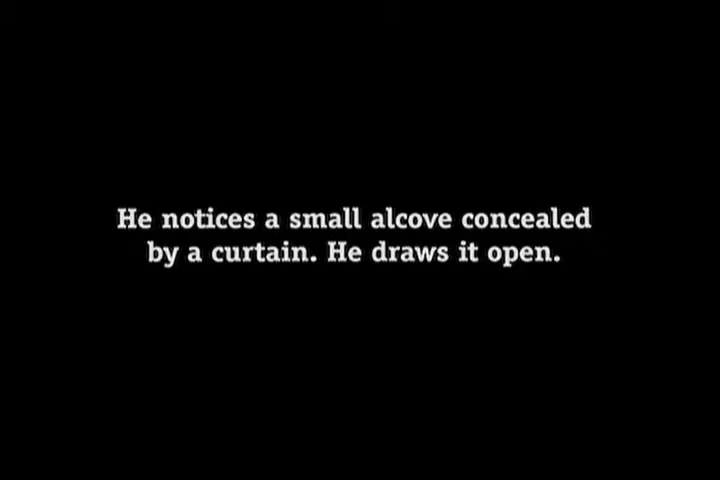 He notices a small alcove concealed
by a curtain. He draws it open.